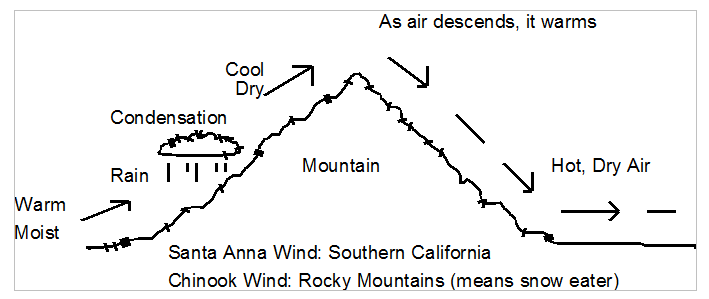 As air descends, it warms
Cool
Dry
Condensation
Rain
Mountain
Hot, Dry Air
Warm
Moist
Santa Anna Wind: Southern California
Chinook Wind: Rocky Mountains (means snow eater)